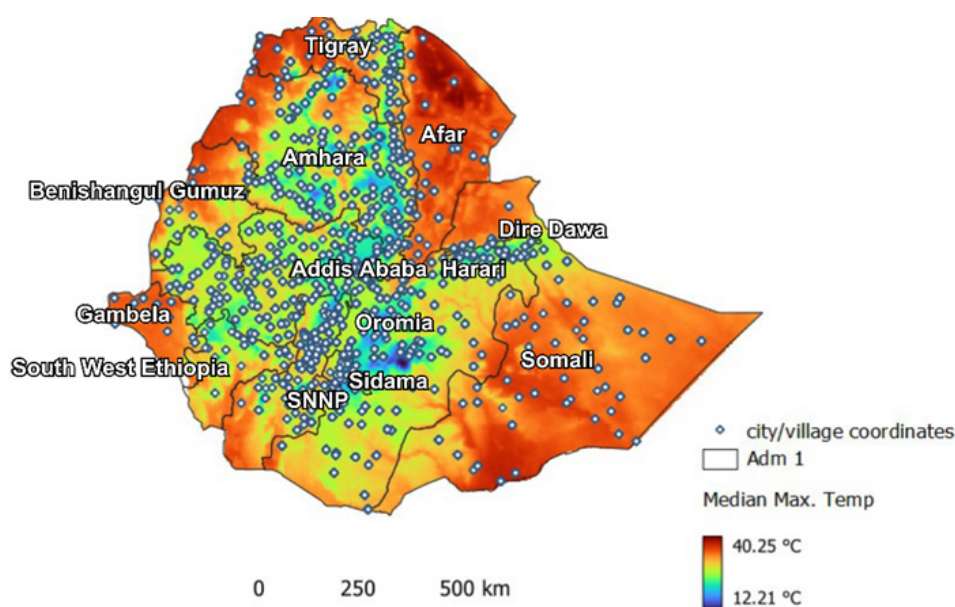 Tigray
Afar
Amhara
Benishangul Gumuz
Dire Dawa
Addis Ababa
Harari
Gambela
Oromia
South West Ethiopia
Somali
Sidama
SNNP
city/village coordinates
Adm 1
Median Max. Temp
40.25 °C
12.21 °C
0 250 500 km